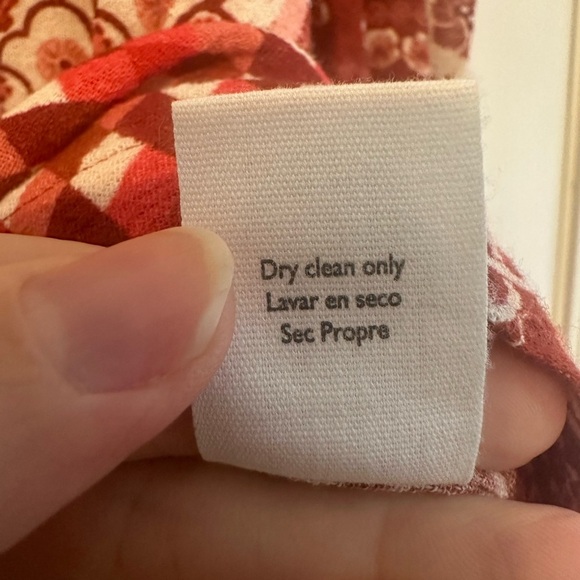 Dry clean only
Lavar en seco
Sec Propre